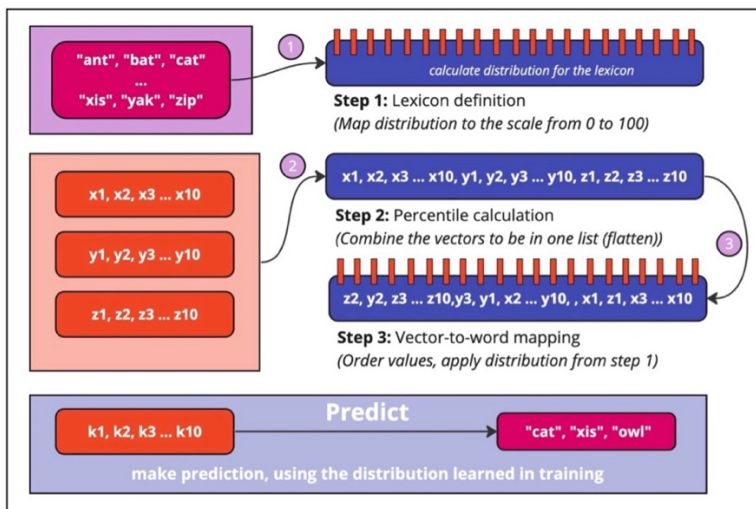 "ant", "bat", "cat"
...
"xis", "yak", "zip"
1
calculate distribution for the lexicon
Step 1: Lexicon definition
(Map distribution to the scale from 0 to 100)
x1, x2, x3 ... x10
y1, y2, y3 ... y10
z1, z2, z3 ... z10
2
x1, x2, x3 ... x10, y1, y2, y3 ... y10, z1, z2, z3 ... z10
Step 2: Percentile calculation
(Combine the vectors to be in one list (flatten))
3
z2, y2, z3 ... z10,y3, y1, x2 ... y10, , x1, z1, x3 ... x10
Step 3: Vector-to-word mapping
(Order values, apply distribution from step 1)
Predict
k1, k2, k3 ... k10
"cat", "xis", "owl"
make prediction, using the distribution learned in training